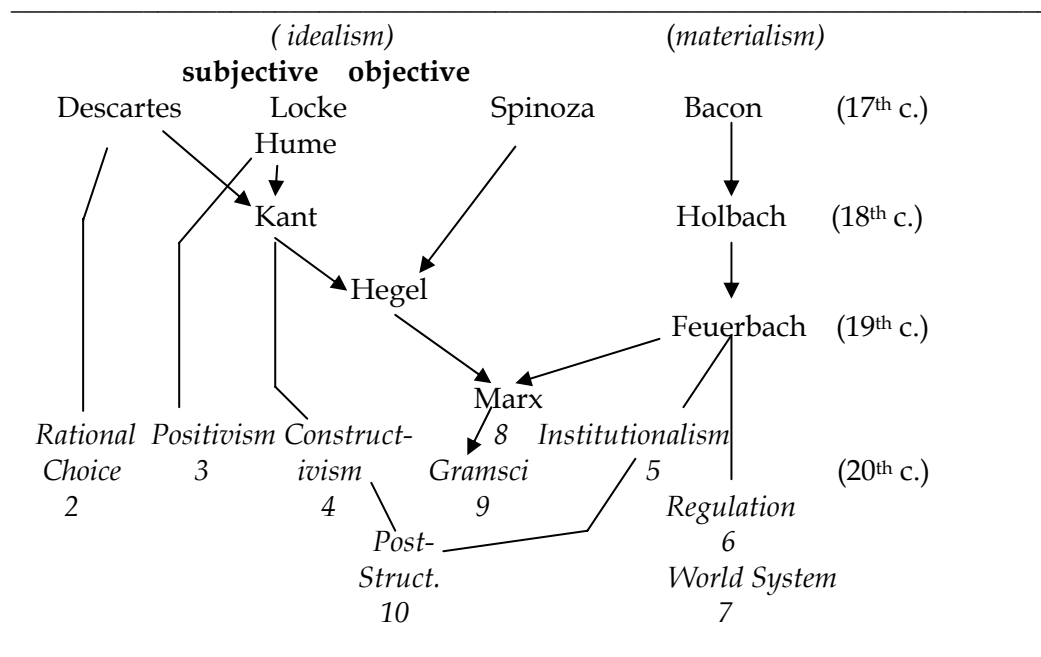 ( idealism) (materialism)
subjective objective
Descartes Locke Spinoza Bacon (17th c.)
Hume
Kant Holbach (18th c.)
Hegel
Feuerbach (19th c.)
Marx
Rational Positivism Construct- 8 Institutionalism
Choice 3 ivism Gramsci 5 (20th c.)
2 4 9 Regulation
Post- 6
Struct. World System
10 7